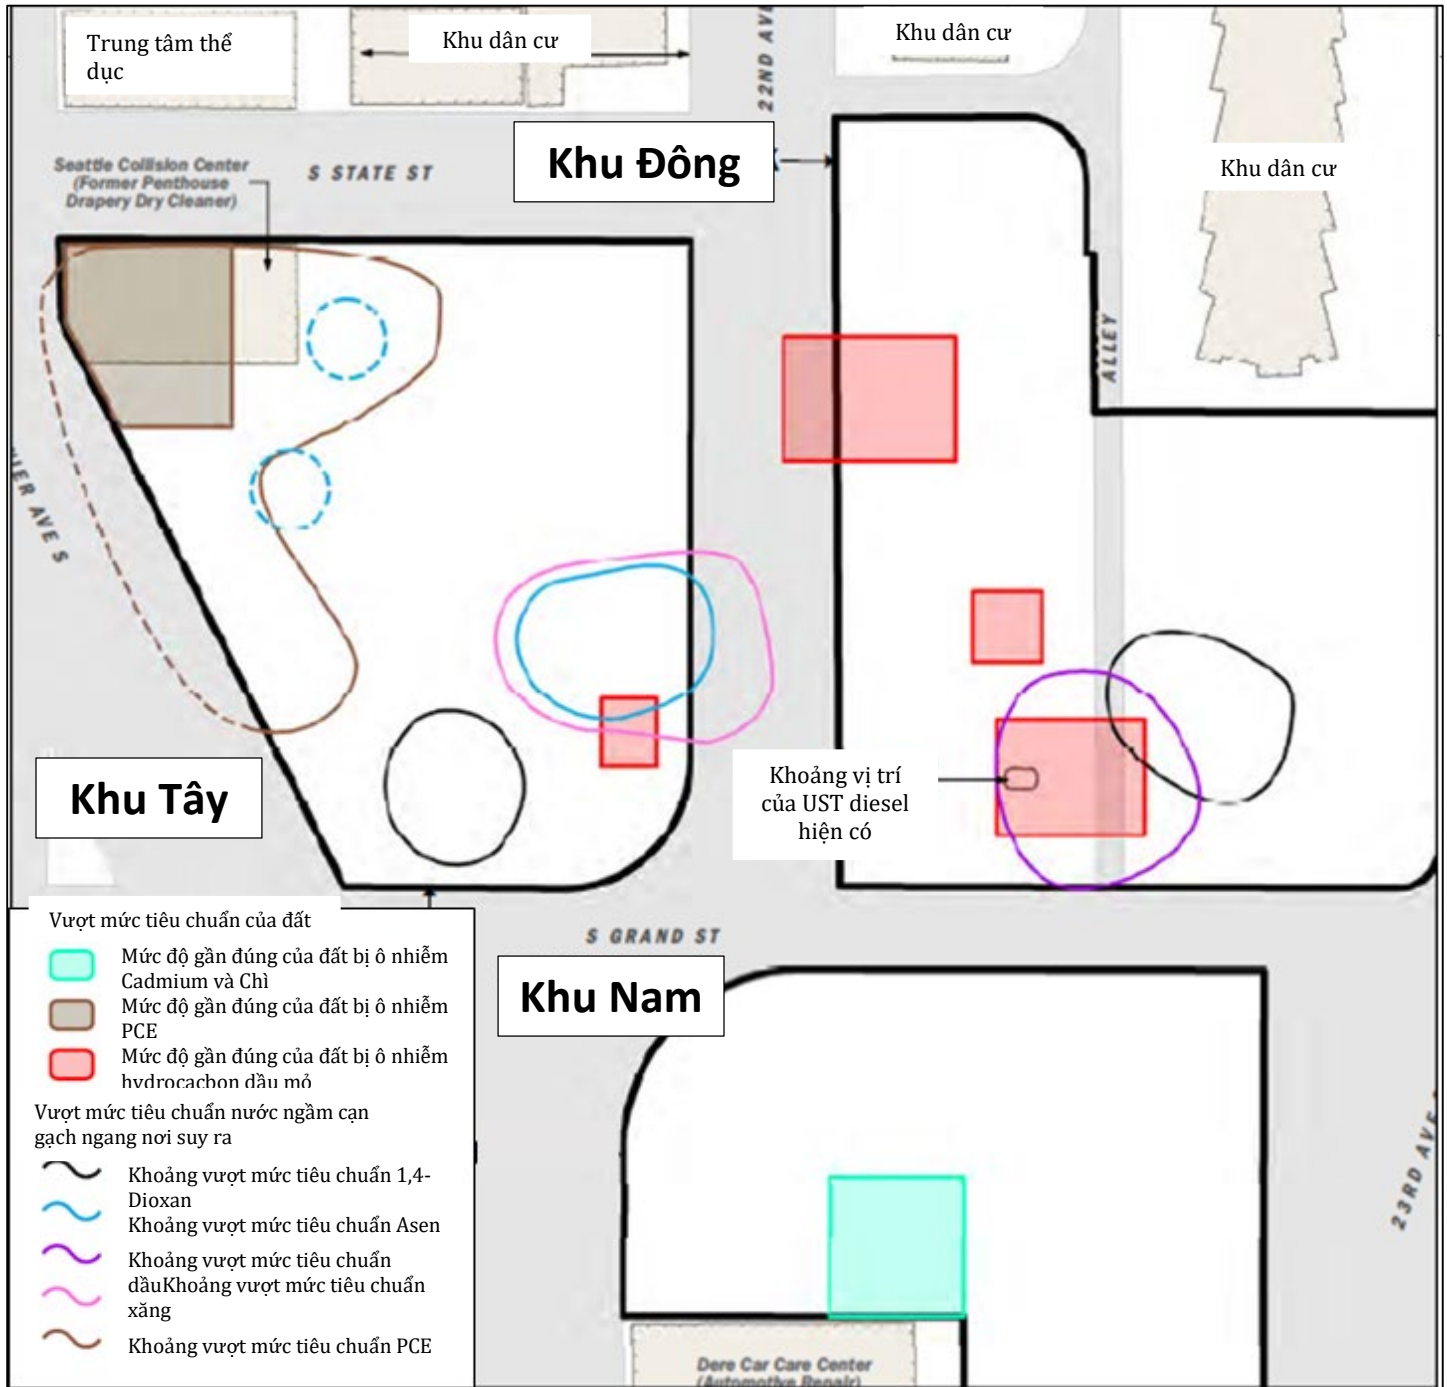 Trung tâm thể
dục
Khu dân cư
Khu dân cư
22ND AVE
Khu Đông
Khu dân cư
Seattle Collision Center
(Former Penthouse
Drapery Dry Cleaner)
S STATE ST
ALLEY
AVE S
Khu Tây
Khoảng vị trí
của UST diesel
hiện có
S GRAND ST
Khu Nam
Vượt mức tiêu chuẩn của đất
Mức độ gần đúng của đất bị ô nhiễm
Cadmium và Chì
Mức độ gần đúng của đất bị ô nhiễm
PCE
Mức độ gần đúng của đất bị ô nhiễm
hydrocacbon dầu mỏ
Vượt mức tiêu chuẩn nước ngầm cạn
gạch ngang nơi suy ra
Khoảng vượt mức tiêu chuẩn 1,4-
Dioxan
Khoảng vượt mức tiêu chuẩn Asen
Khoảng vượt mức tiêu chuẩn
dầuKhoảng vượt mức tiêu chuẩn
xăng
Khoảng vượt mức tiêu chuẩn PCE
23RD AVE
Dere Car Care Center
(Automotive Repair)